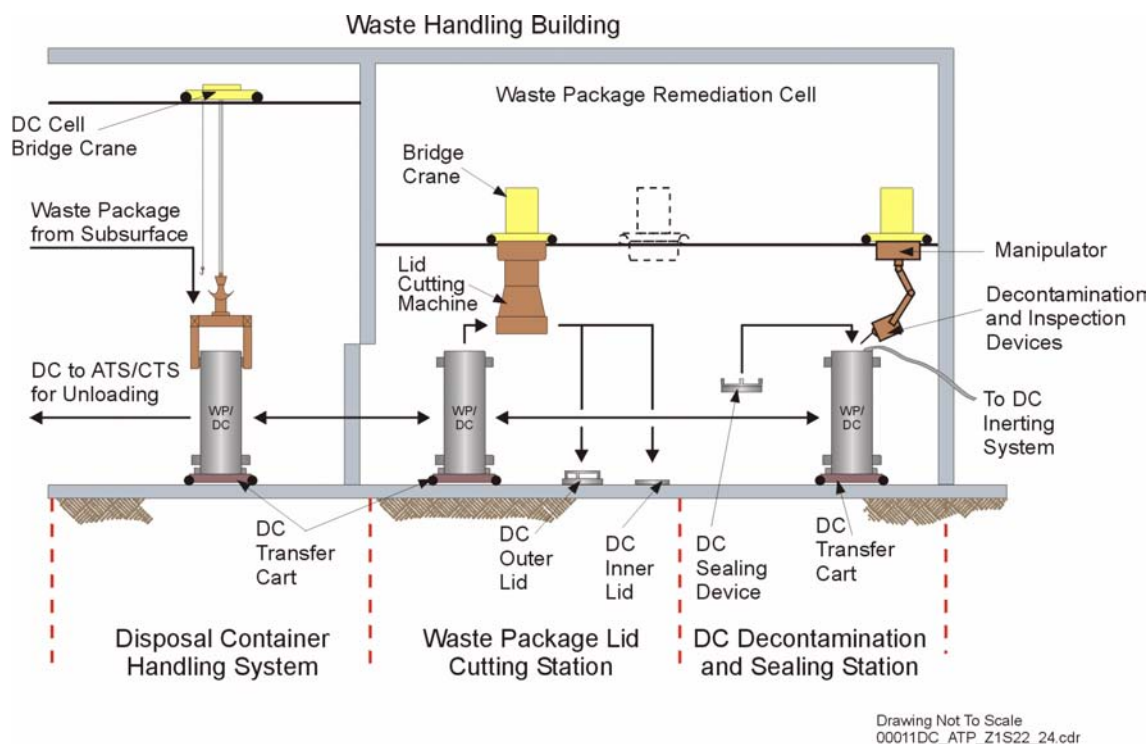 Waste Handling Building
Waste Package Remediation Cell
DC Cell
Bridge Crane
Bridge
Crane
Waste Package
from Subsurface
Lid
Cutting
Machine
Manipulator
Decontamination
and Inspection
Devices
DC to ATS/CTS
for Unloading
WP/
DC
WP/
DC
WP/
DC
To DC
Inerting
System
DC
Transfer
Cart
DC
Outer
Lid
DC
Inner
Lid
DC
Sealing
Device
DC
Transfer
Cart
Disposal Container
Handling System
Waste Package Lid
Cutting Station
DC Decontamination
and Sealing Station
Drawing Not To Scale
00011DC_ATP_Z1S22_24.cdr